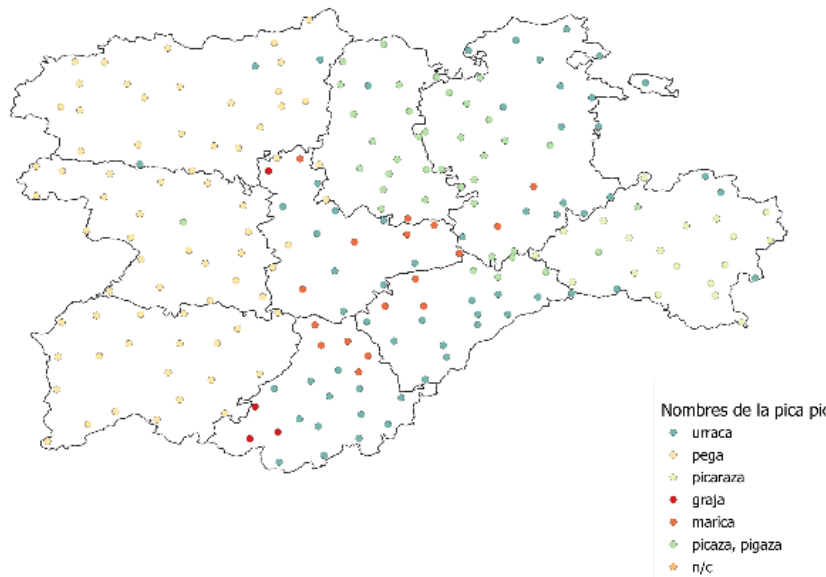 Nombres de la pica pic
urraca
pega
picaraza
graja
marica
picaza, pigaza
n/c